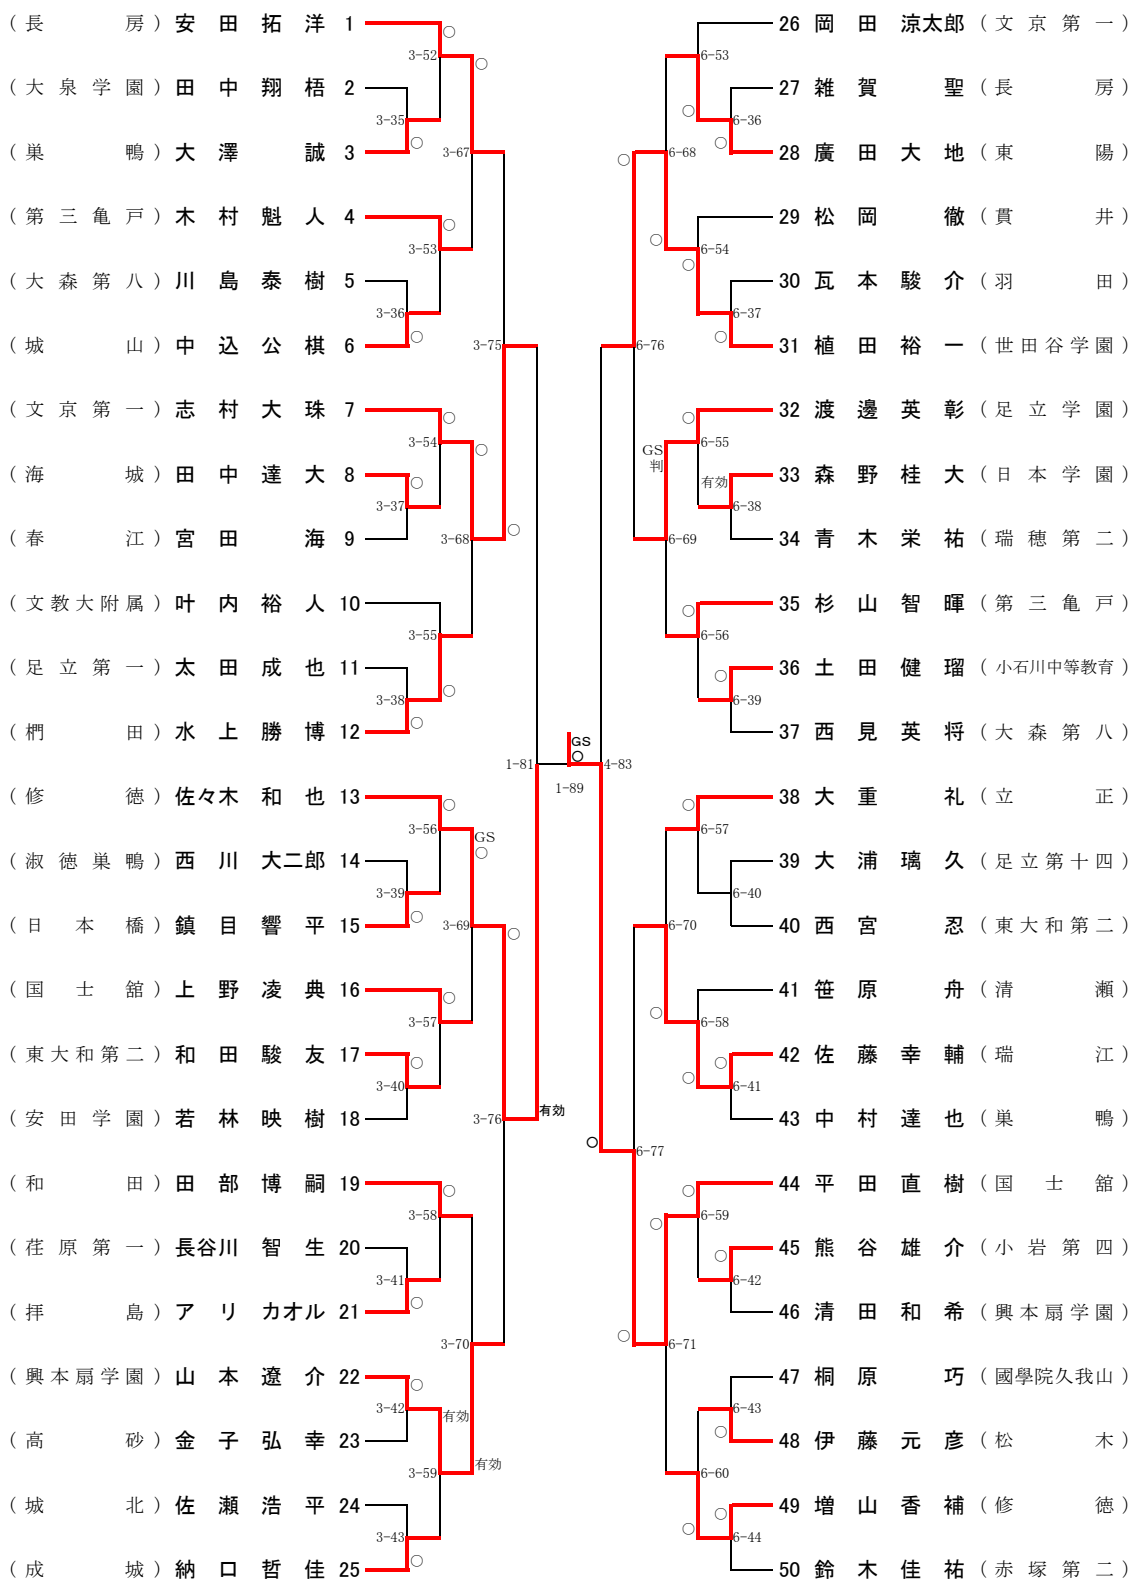 (長房) 安田拓洋 1
○
3-52
○
(大泉学園) 田中翔梧 2
3-35
○
(巣鴨) 大澤誠 3
3-67
(第三亀戸) 木村魁人 4
○
3-53
(大森第八) 川島泰樹 5
3-36
○
(城山) 中込公棋 6
3-75
(文京第一) 志村大珠 7
○
3-54
○
(海城) 田中達大 8
○
3-37
(春江) 宮田海 9
3-68
○
(文教大附属) 叶内裕人 10
3-55
(足立第一) 太田成也 11
○
3-38
○
(椚田) 水上勝博 12
1-81
(修徳) 佐々木和也 13
○
3-56
GS
○
(淑徳巣鴨) 西川大二郎 14
3-39
○
(日本橋) 鎮目響平 15
3-69
○
(国士舘) 上野凌典 16
○
3-57
(東大和第二) 和田駿友 17
○
3-40
(安田学園) 若林映樹 18
3-76
有効
(和田) 田部博嗣 19
○
3-58
(荏原第一) 長谷川智生 20
3-41
○
(拝島) アリカオル 21
3-70
(興本扇学園) 山本遼介 22
○
3-42
有効
(高砂) 金子弘幸 23
3-59
有効
(城北) 佐瀬浩平 24
3-43
○
(成城) 納口哲佳 25
GS
○
1-89
26 岡田涼太郎 (文京第一)
6-53
27 雑賀聖 (長房)
○
6-36
○
28 廣田大地 (東陽)
○
6-68
29 松岡徹 (貫井)
○
6-54
○
30 瓦本駿介 (羽田)
6-37
○
31 植田裕一 (世田谷学園)
6-76
32 渡邊英彰 (足立学園)
○
6-55
GS
判
33 森野桂大 (日本学園)
有効
6-38
34 青木栄祐 (瑞穂第二)
6-69
35 杉山智暉 (第三亀戸)
○
6-56
36 土田健瑠 (小石川中等教育)
○
6-39
37 西見英将 (大森第八)
4-83
38 大重礼 (立正)
○
6-57
39 大浦璃久 (足立第十四)
6-40
40 西宮忍 (東大和第二)
6-70
41 笹原舟 (清瀬)
○
6-58
42 佐藤幸輔 (瑞江)
○
○
6-41
43 中村達也 (巣鴨)
○
6-77
44 平田直樹 (国士舘)
○
6-59
○
45 熊谷雄介 (小岩第四)
○
6-42
46 清田和希 (興本扇学園)
○
6-71
47 桐原巧 (國學院久我山)
6-43
○
48 伊藤元彦 (松木)
6-60
49 増山香補 (修徳)
○
○
6-44
50 鈴木佳祐 (赤塚第二)